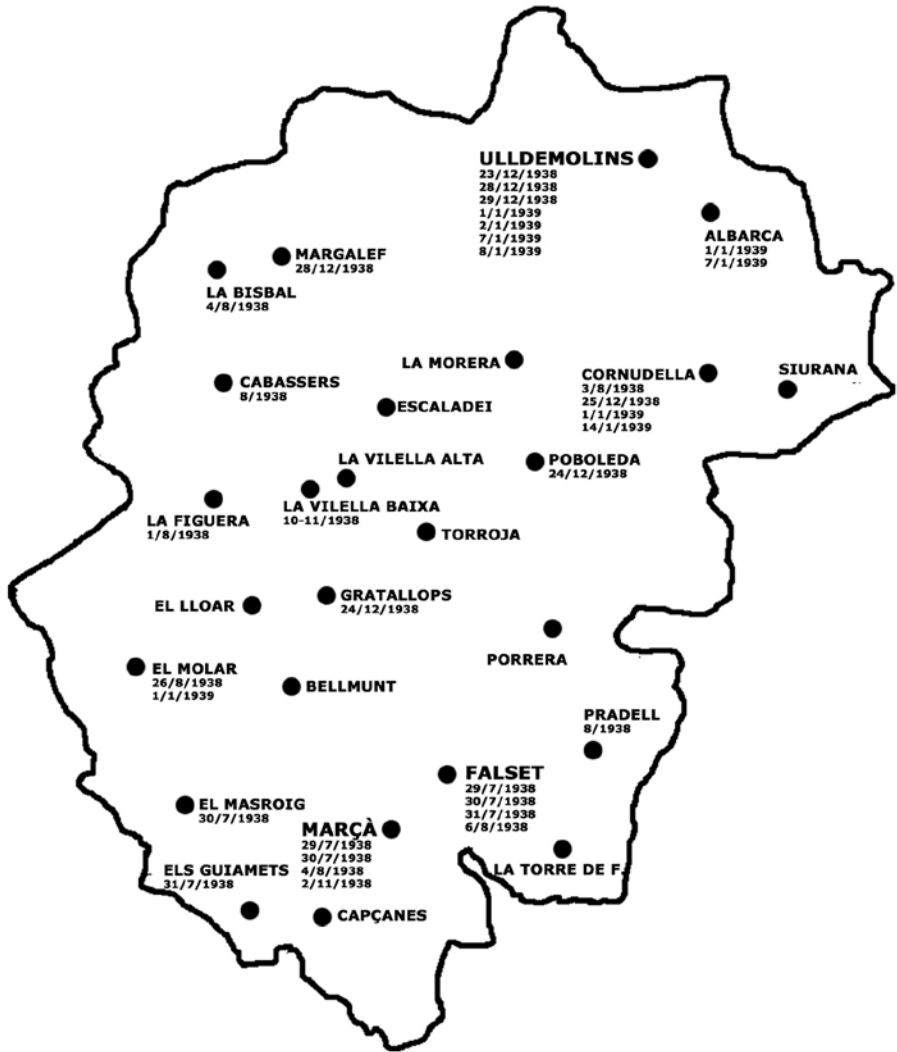 ULLDEMOLINS
23/12/1938
28/12/1938
29/12/1938
1/1/1939
2/1/1939
7/1/1939
8/1/1939
ALBARCA
1/1/1939
7/1/1939
MARGALEF
28/12/1938
LA BISBAL
4/8/1938
LA MORERA
CORNUDELLA
3/8/1938
25/12/1938
1/1/1939
14/1/1939
SIURANA
CABASSERS
8/1938
ESCALADEI
LA VILELLA ALTA
POBOLEDA
24/12/1938
LA VILELLA BAIXA
10-11/1938
LA FIGUERA
1/8/1938
TORROJA
EL LLOAR
GRATALLOPS
24/12/1938
PORRERA
EL MOLAR
26/8/1938
1/1/1939
BELLMUNT
PRADELL
8/1938
FALSET
29/7/1938
30/7/1938
31/7/1938
6/8/1938
EL MASROIG
30/7/1938
MARÇÀ
29/7/1938
30/7/1938
4/8/1938
2/11/1938
LA TORRE DE F.
ELS GUIAMETS
31/7/1938
CAPÇANES